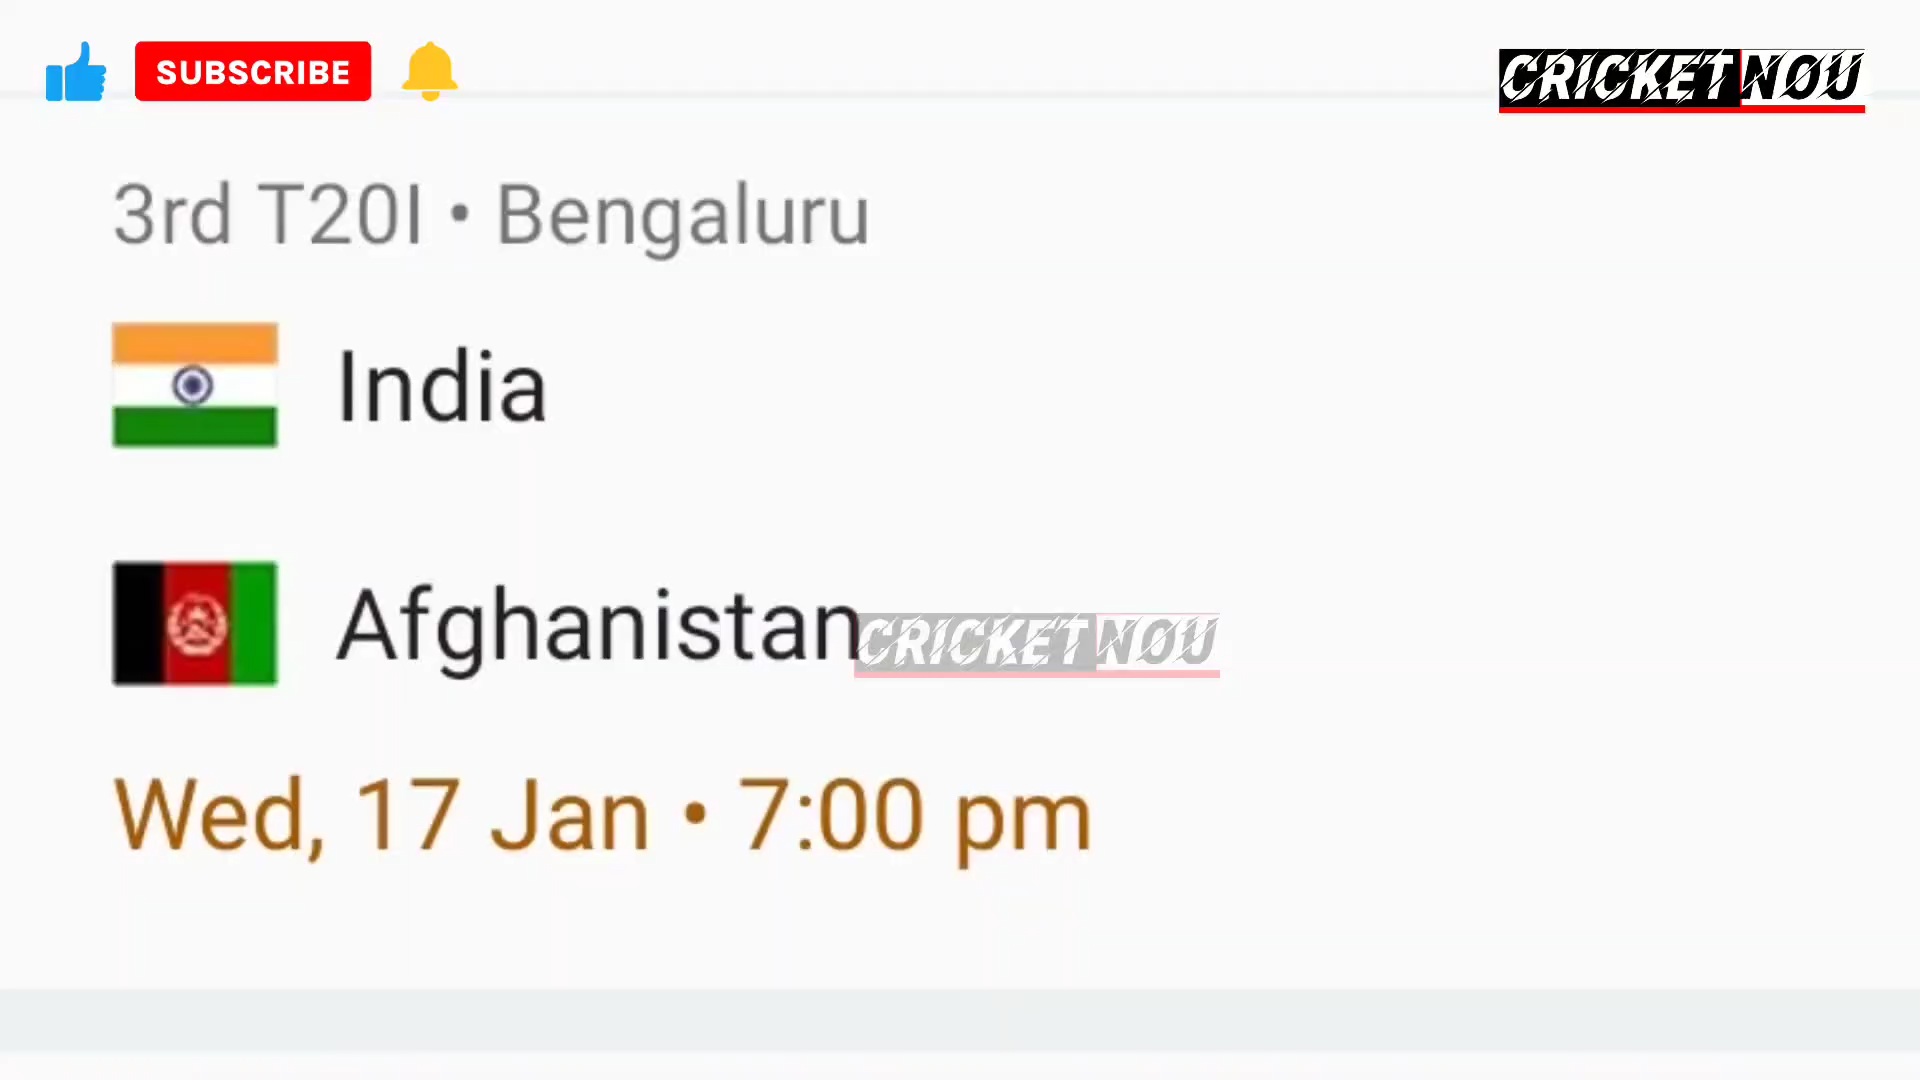 SUBSCRIBE
CRICKET NOU
3rd T20I • Bengaluru
India
Afghanistan
CRICKET NOU
Wed, 17 Jan • 7:00 pm